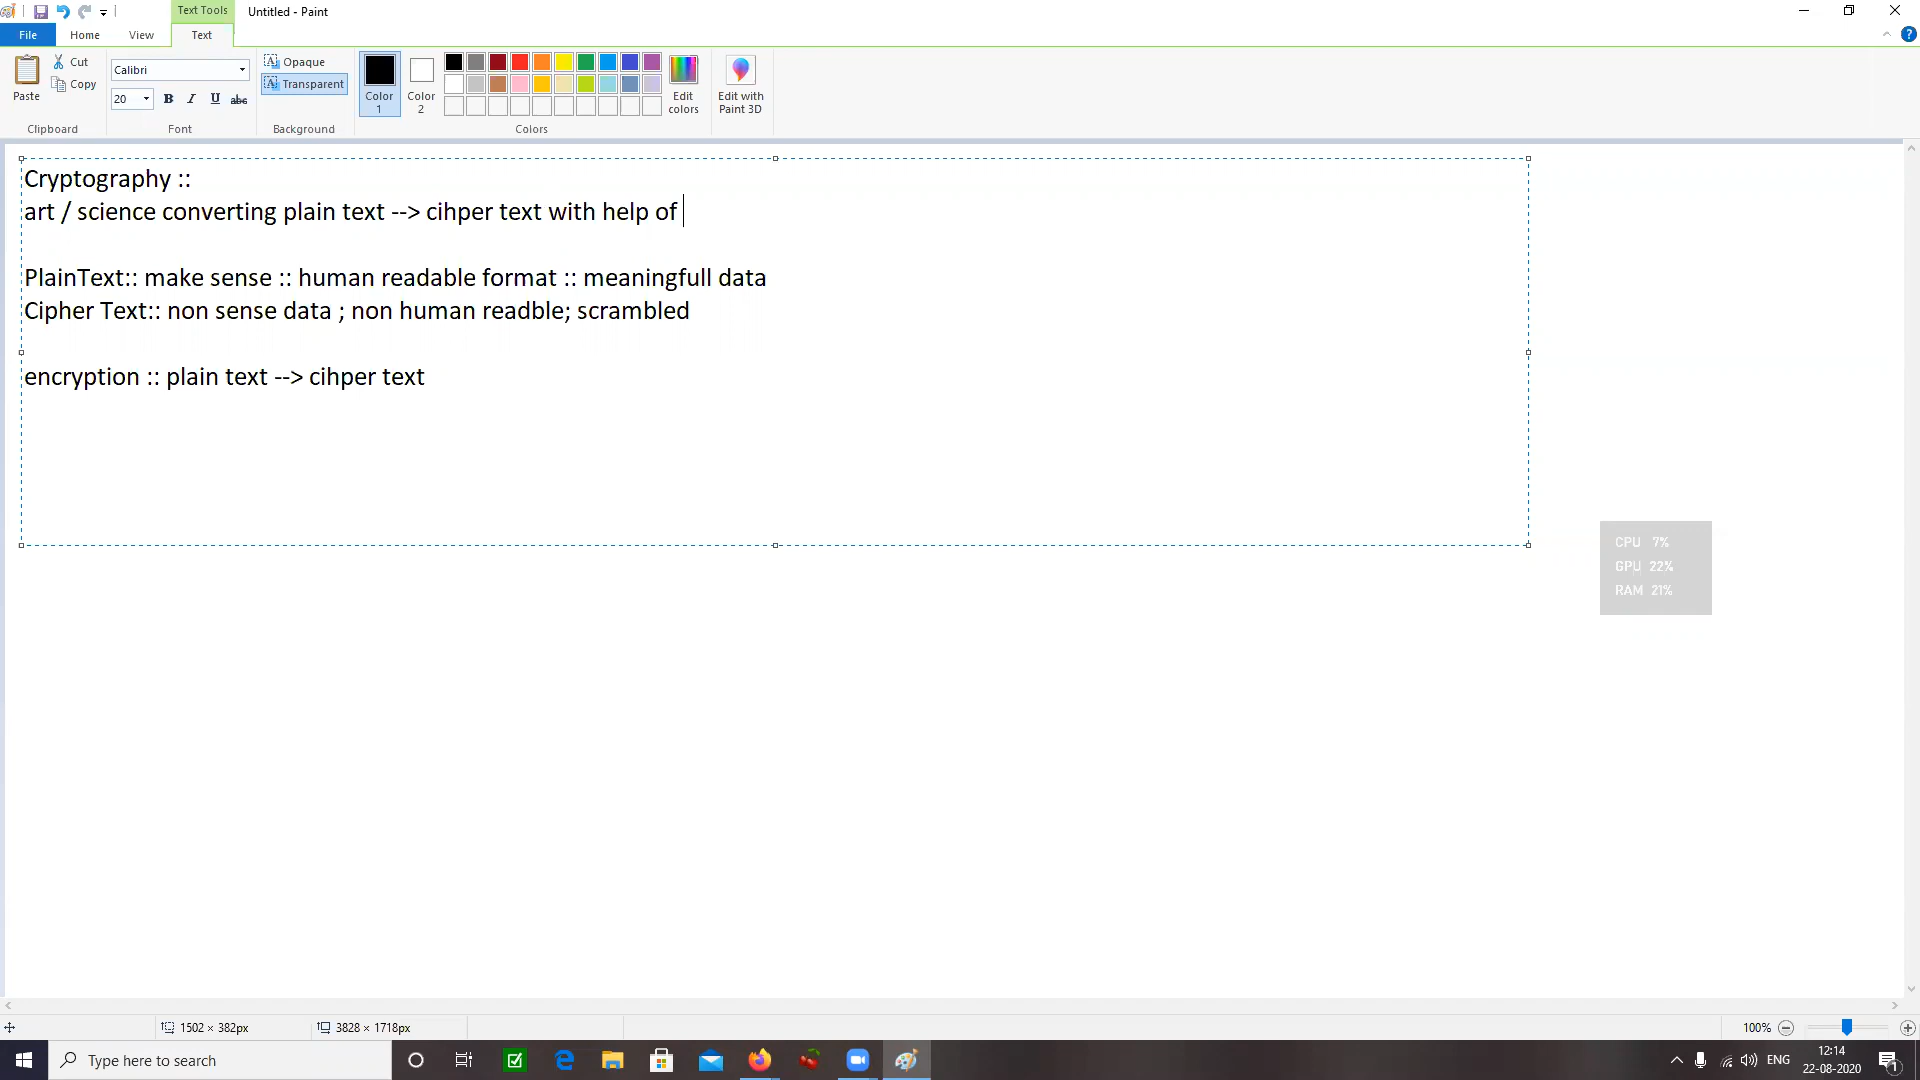 Text Tools
Untitled - Paint
File
Home
View
Text
Paste
Cut
Copy
Clipboard
Calibri
20
B I U abc
Font
Opaque
Transparent
Background
Color 1
Color 2
Edit colors
Colors
Edit with Paint 3D
Cryptography ::
art / science converting plain text --> cihper text with help of
PlainText:: make sense :: human readable format :: meaningfull data
Cipher Text:: non sense data ; non human readble; scrambled
encryption :: plain text --> cihper text
CPU 7%
GPU 22%
RAM 21%
1502 × 382px
3828 × 1718px
100%
Type here to search
ENG
12:14
22-08-2020
1